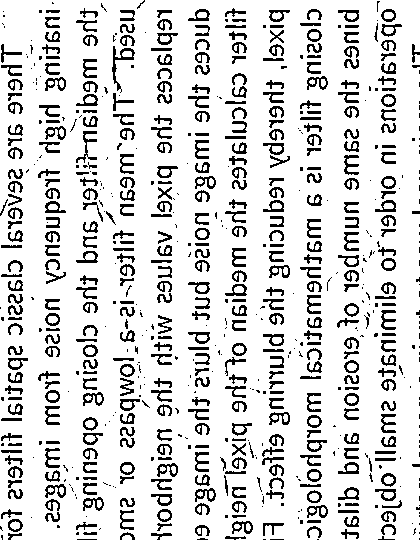 There are several classic spatial filters for
inating high frequency noise from images.
the median filter and the closing opening fi
used. The mean filter is a lowpass or smo
replaces the pixel values with the neighbor
duces the image noise but blurs the image e
filter calculates the median of the pixel neigh
pixel, thereby reducing the blurring effect. Fi
closing filter is a mathematical morphologic
bines the same number of erosion and dilat
operations in order to eliminate small object